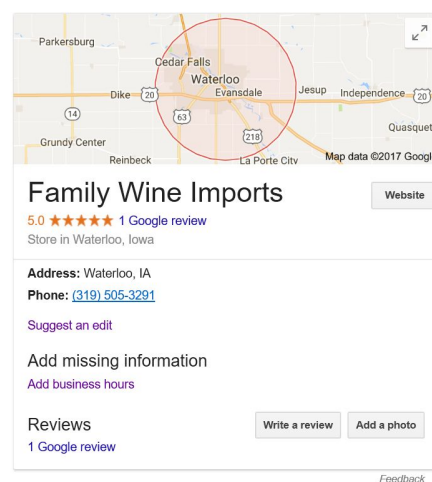 Parkersburg
Cedar Falls
Waterloo
Dike 20 Evansdale Jesup Independence 20
14 63
218 Quasquet
Grundy Center
Reinbeck La Porte City Map data ©2017 Googl
Family Wine Imports Website
5.0 ★★★★★ 1 Google review
Store in Waterloo, Iowa
Address: Waterloo, IA
Phone: (319) 505-3291
Suggest an edit
Add missing information
Add business hours
Reviews Write a review Add a photo
1 Google review
Feedback